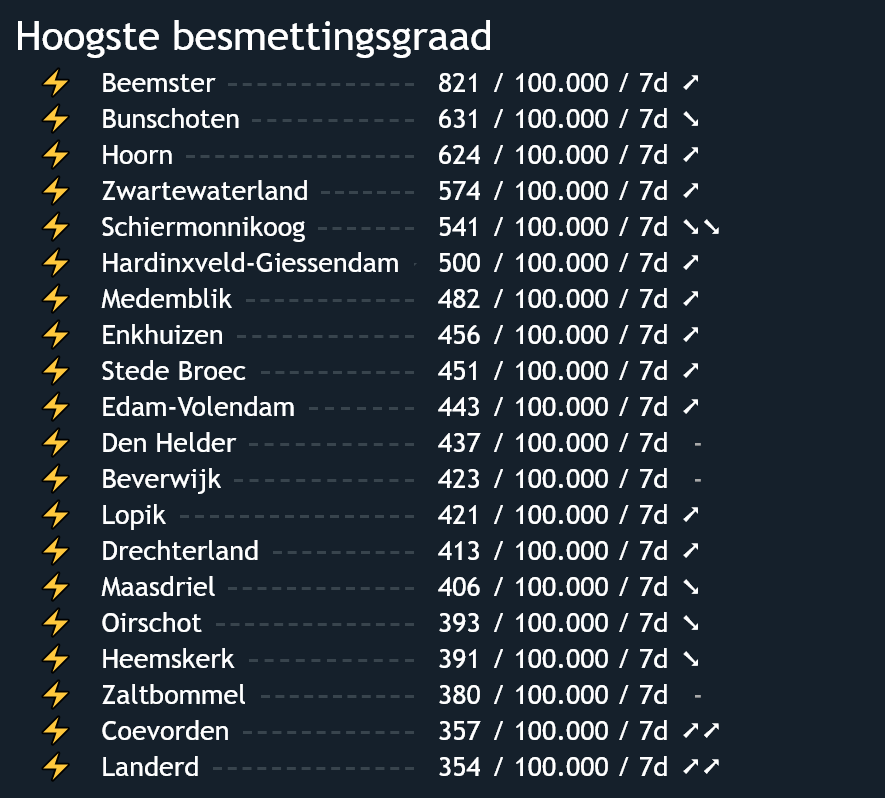 Hoogste besmettingsgraad
⚡ Beemster ---------------- 821 / 100.000 / 7d ➚
⚡ Bunschoten -------------- 631 / 100.000 / 7d ➘
⚡ Hoorn ------------------- 624 / 100.000 / 7d ➚
⚡ Zwartewaterland -------- 574 / 100.000 / 7d ➚
⚡ Schiermonnikoog -------- 541 / 100.000 / 7d ➘➘
⚡ Hardinxveld-Giessendam - 500 / 100.000 / 7d ➚
⚡ Medemblik -------------- 482 / 100.000 / 7d ➚
⚡ Enkhuizen --------------- 456 / 100.000 / 7d ➚
⚡ Stede Broec ------------- 451 / 100.000 / 7d ➚
⚡ Edam-Volendam --------- 443 / 100.000 / 7d ➚
⚡ Den Helder -------------- 437 / 100.000 / 7d -
⚡ Beverwijk --------------- 423 / 100.000 / 7d -
⚡ Lopik ------------------- 421 / 100.000 / 7d ➚
⚡ Drechterland ------------ 413 / 100.000 / 7d ➚
⚡ Maasdriel --------------- 406 / 100.000 / 7d ➘
⚡ Oirschot ---------------- 393 / 100.000 / 7d ➘
⚡ Heemskerk -------------- 391 / 100.000 / 7d ➘
⚡ Zaltbommel ------------- 380 / 100.000 / 7d -
⚡ Coevorden -------------- 357 / 100.000 / 7d ➚➚
⚡ Landerd ----------------- 354 / 100.000 / 7d ➚➚